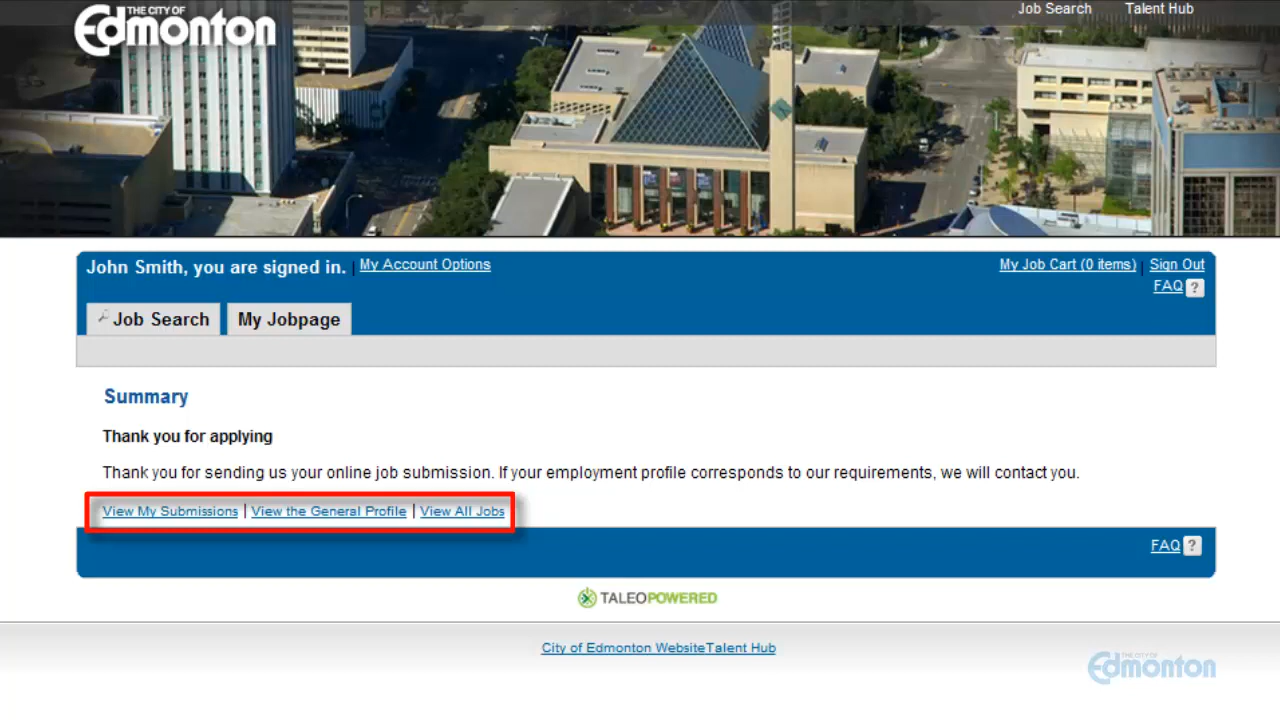 THE CITY OF
Edmonton
Job Search Talent Hub
John Smith, you are signed in. | My Account Options
My Job Cart (0 items) | Sign Out
FAQ ?
Job Search My Jobpage
Summary
Thank you for applying
Thank you for sending us your online job submission. If your employment profile corresponds to our requirements, we will contact you.
View My Submissions | View the General Profile | View All Jobs
FAQ ?
TALEOPOWERED
City of Edmonton WebsiteTalent Hub
THE CITY OF
Edmonton